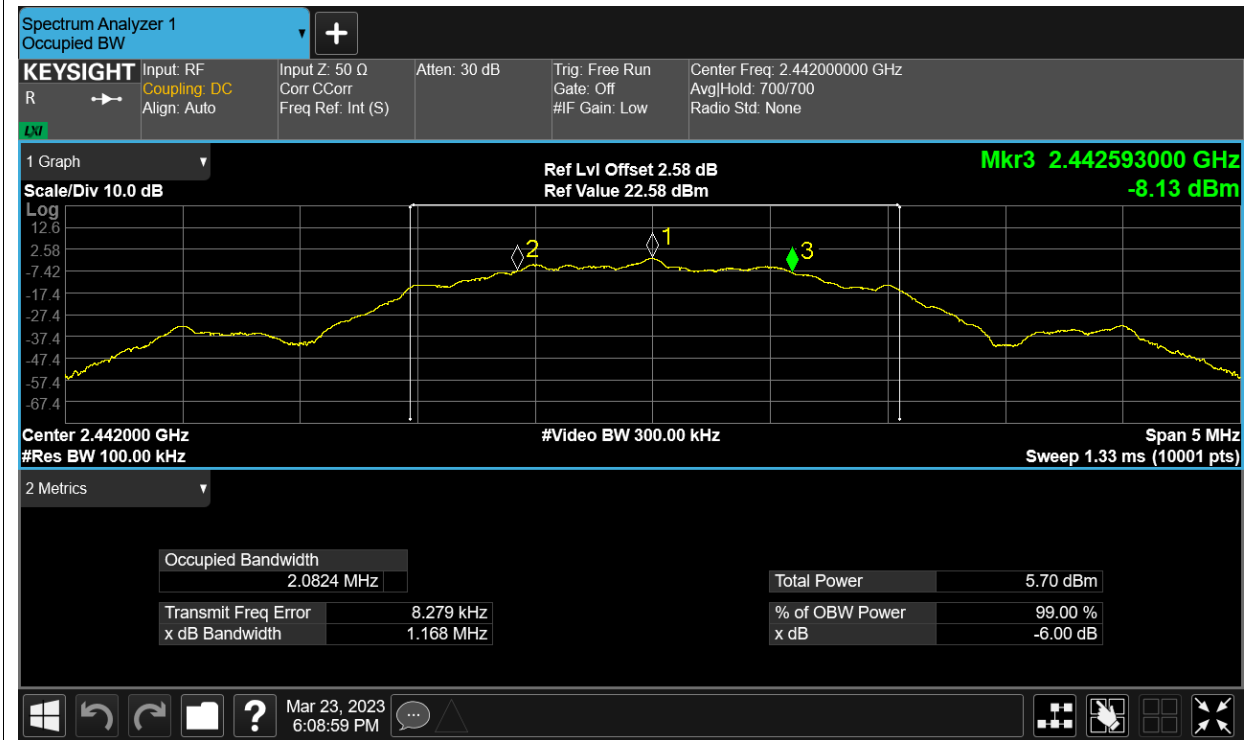 Spectrum Analyzer 1
Occupied BW
KEYSIGHT
R
LXI
Input: RF
Coupling: DC
Align: Auto
Input Z: 50 Ω
Corr CCorr
Freq Ref: Int (S)
Atten: 30 dB
Trig: Free Run
Gate: Off
#IF Gain: Low
Center Freq: 2.442000000 GHz
Avg|Hold: 700/700
Radio Std: None
1 Graph
Scale/Div 10.0 dB
Ref Lvl Offset 2.58 dB
Ref Value 22.58 dBm
Mkr3 2.442593000 GHz
-8.13 dBm
Log
12.6
2.58
-7.42
-17.4
-27.4
-37.4
-47.4
-57.4
-67.4
2
1
3
Center 2.442000 GHz
#Res BW 100.00 kHz
#Video BW 300.00 kHz
Span 5 MHz
Sweep 1.33 ms (10001 pts)
2 Metrics
Occupied Bandwidth
2.0824 MHz
Transmit Freq Error 8.279 kHz
x dB Bandwidth 1.168 MHz
Total Power 5.70 dBm
% of OBW Power 99.00 %
x dB -6.00 dB
?
Mar 23, 2023
6:08:59 PM